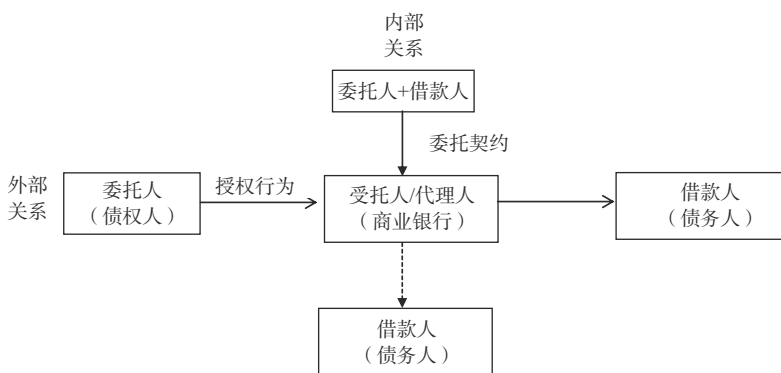 内部
关系
委托人+借款人
委托契约
外部
关系
委托人
（债权人）
授权行为
受托人/代理人
（商业银行）
借款人
（债务人）
借款人
（债务人）